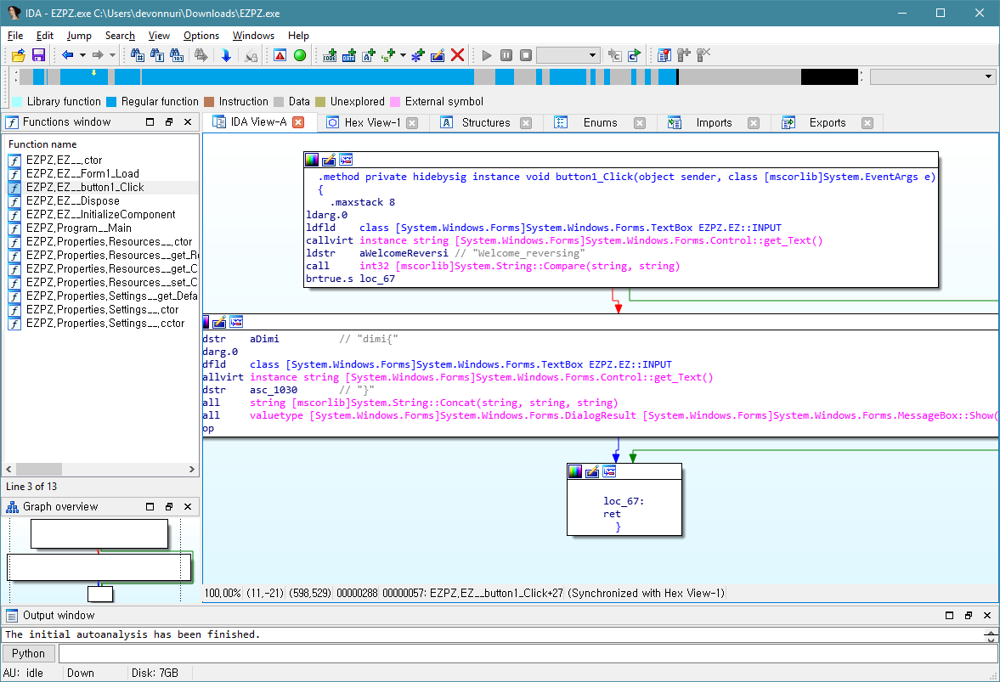 IDA - EZPZ.exe C:\Users\devonnuri\Downloads\EZPZ.exe
File Edit Jump Search View Options Windows Help
Library function Regular function Instruction Data Unexplored External symbol
Functions window
IDA View-A Hex View-1 Structures Enums Imports Exports
Function name
EZPZ.EZ__.ctor
EZPZ.EZ__Form1_Load
EZPZ.EZ__button1_Click
EZPZ.EZ__Dispose
EZPZ.EZ__InitializeComponent
EZPZ.Program__Main
EZPZ.Properties.Resources__.ctor
EZPZ.Properties.Resources__get_Re
EZPZ.Properties.Resources__get_C
EZPZ.Properties.Resources__set_C
EZPZ.Properties.Settings__get_Defa
EZPZ.Properties.Settings__.ctor
EZPZ.Properties.Settings__.cctor
Line 3 of 13
Graph overview
.method private hidebysig instance void button1_Click(object sender, class [mscorlib]System.EventArgs e)
{
.maxstack 8
ldarg.0
ldfld class [System.Windows.Forms]System.Windows.Forms.TextBox EZPZ.EZ::INPUT
callvirt instance string [System.Windows.Forms]System.Windows.Forms.Control::get_Text()
ldstr aWelcomeReversi // "Welcome_reversing"
call int32 [mscorlib]System.String::Compare(string, string)
brtrue.s loc_67
dstr aDimi // "dimi{"
darg.0
dfld class [System.Windows.Forms]System.Windows.Forms.TextBox EZPZ.EZ::INPUT
allvirt instance string [System.Windows.Forms]System.Windows.Forms.Control::get_Text()
dstr asc_1030 // "}"
all string [mscorlib]System.String::Concat(string, string, string)
all valuetype [System.Windows.Forms]System.Windows.Forms.DialogResult [System.Windows.Forms]System.Windows.Forms.MessageBox::Show(
op
loc_67:
ret
}
100,00% (11,-21) (598,529) 00000288 00000057: EZPZ.EZ__button1_Click+27 (Synchronized with Hex View-1)
Output window
The initial autoanalysis has been finished.
Python
AU: idle Down Disk: 7GB